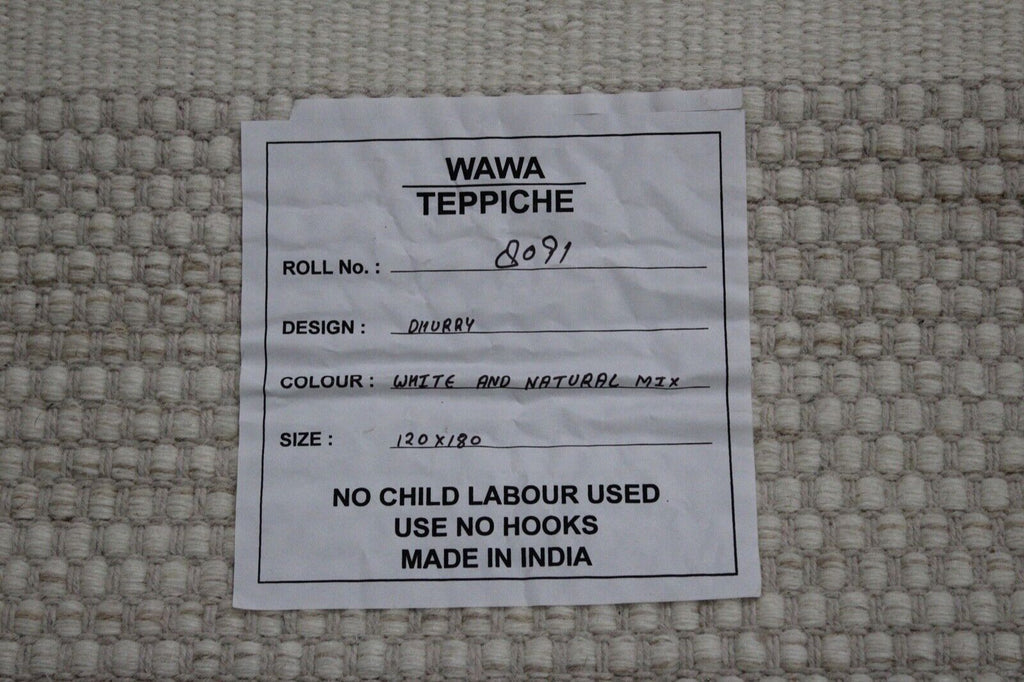 WAWA
TEPPICHE
ROLL No. : 8091
DESIGN : DHURRY
COLOUR : WHITE AND NATURAL MIX
SIZE : 120X180
NO CHILD LABOUR USED
USE NO HOOKS
MADE IN INDIA